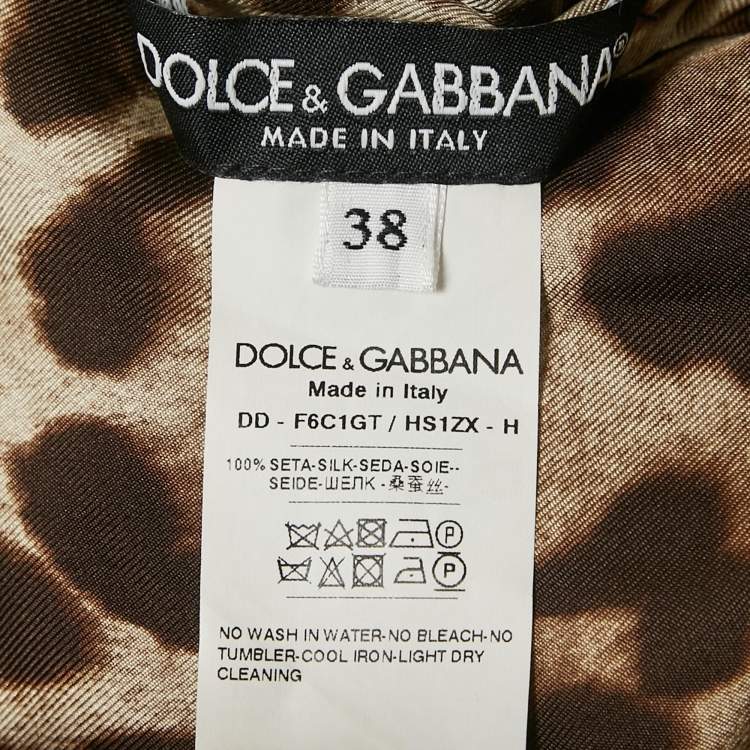 DOLCE & GABBANA®
MADE IN ITALY
38
DOLCE & GABBANA
Made in Italy
DD - F6C1GT / HS1ZX - H
100% SETA-SILK-SEDA-SOIE--
SEIDE-ШЕЛК -桑蚕丝-
P
P
NO WASH IN WATER-NO BLEACH-NO
TUMBLER-COOL IRON-LIGHT DRY
CLEANING